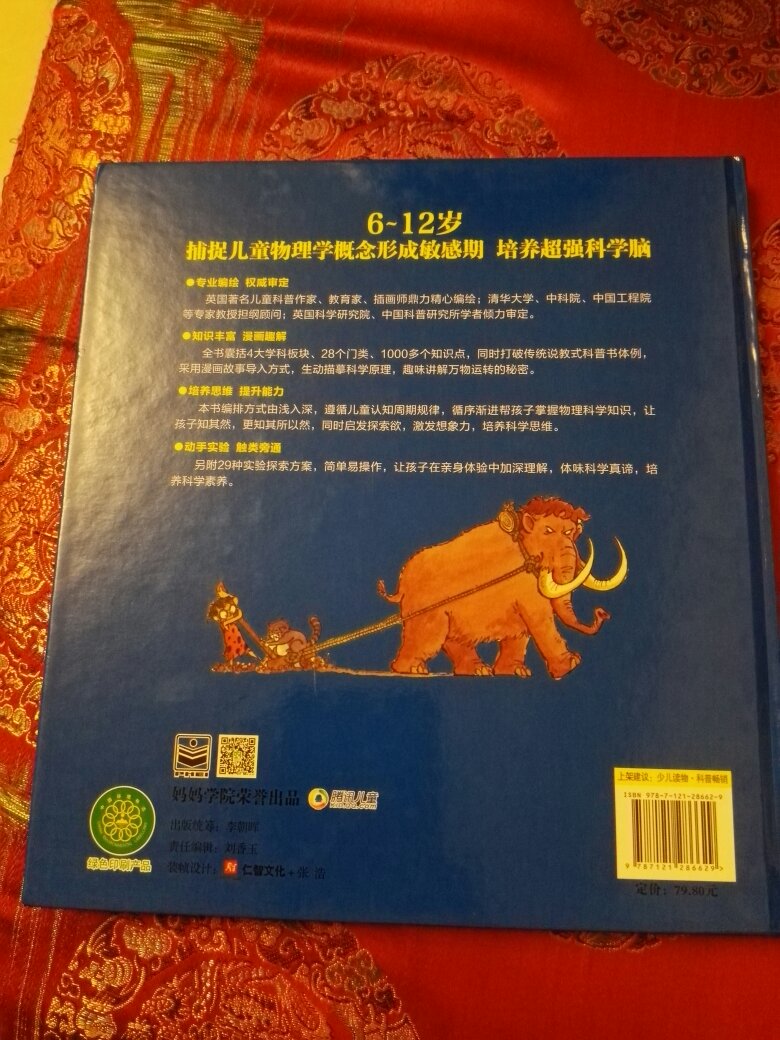 6~12岁
捕捉儿童物理学概念形成敏感期 培养超强科学脑
●专业编绘 权威审定
英国著名儿童科普作家、教育家、插画师鼎力精心编绘；清华大学、中科院、中国工程院
等专家教授担纲顾问；英国科学研究院、中国科普研究所学者倾力审定。
●知识丰富 漫画趣解
全书囊括4大学科板块、28个门类、1000多个知识点，同时打破传统说教式科普书体例，
采用漫画故事导入方式，生动描摹科学原理，趣味讲解万物运转的秘密。
●培养思维 提升能力
本书编排方式由浅入深，遵循儿童认知周期规律，循序渐进帮孩子掌握物理科学知识，让
孩子知其然，更知其所以然，同时启发探索欲，激发想象力，培养科学思维。
●动手实验 触类旁通
另附29种实验探索方案，简单易操作，让孩子在亲身体验中加深理解，体味科学真谛，培
养科学素养。
妈妈学院荣誉出品
腾讯儿童
出版统筹：李朝晖
责任编辑：刘香玉
装帧设计：仁智文化+张 浩
绿色印刷产品
上架建议：少儿读物·科普畅销
ISBN 978-7-121-28662-9
9 787121 286629>
定价：79.80元